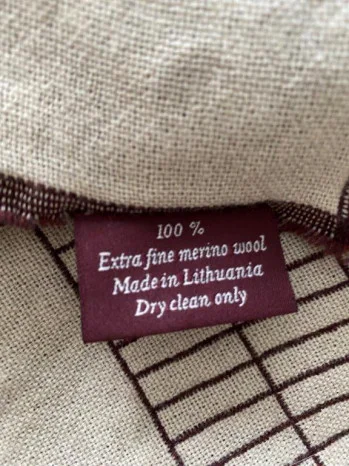 100 %
Extra fine merino wool
Made in Lithuania
Dry clean only